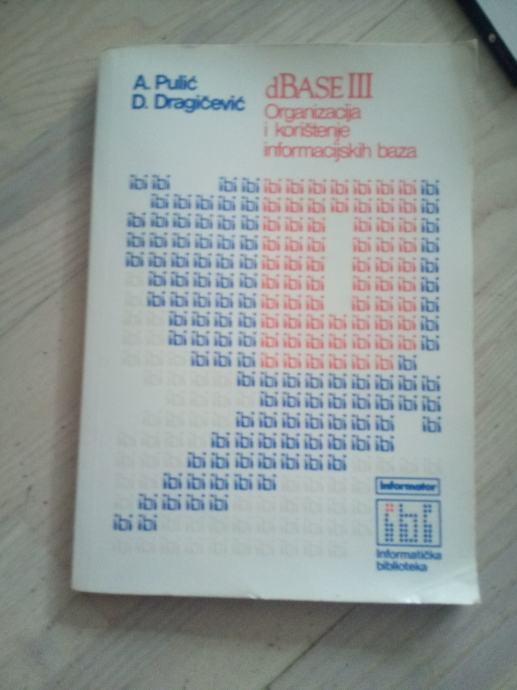 A. Pulić
D. Dragičević
dBASE III
Organizacija
i korištenje
informacijskih baza
informator
ibi
Informatička
biblioteka